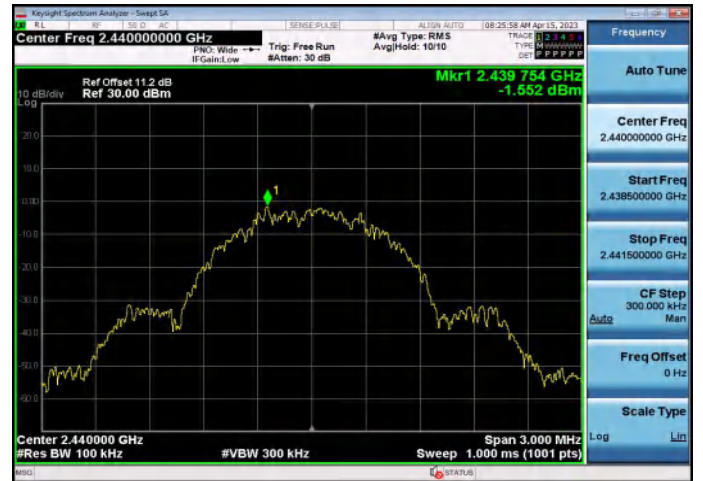 Keysight Spectrum Analyzer - Swept SA
RL RF 50 Ω AC SENSE:PULSE ALIGN AUTO 08:25:58 AM Apr 15, 2023
Center Freq 2.440000000 GHz
PNO: Wide
IFGain:Low
Trig: Free Run
#Atten: 30 dB
#Avg Type: RMS
Avg|Hold: 10/10
TRACE 1 2 3 4 5 6
TYPE M W W W W W
DET P P P P P P
Ref Offset 11.2 dB
10 dB/div Ref 30.00 dBm
Log
Mkr1 2.439 754 GHz
-1.552 dBm
20.0
10.0
0.00
-10.0
-20.0
-30.0
-40.0
-50.0
-60.0
1
Center 2.440000 GHz
Span 3.000 MHz
#Res BW 100 kHz
#VBW 300 kHz
Sweep 1.000 ms (1001 pts)
MSG
STATUS
Frequency
Auto Tune
Center Freq
2.440000000 GHz
Start Freq
2.438500000 GHz
Stop Freq
2.441500000 GHz
CF Step
300.000 kHz
Auto Man
Freq Offset
0 Hz
Scale Type
Log Lin